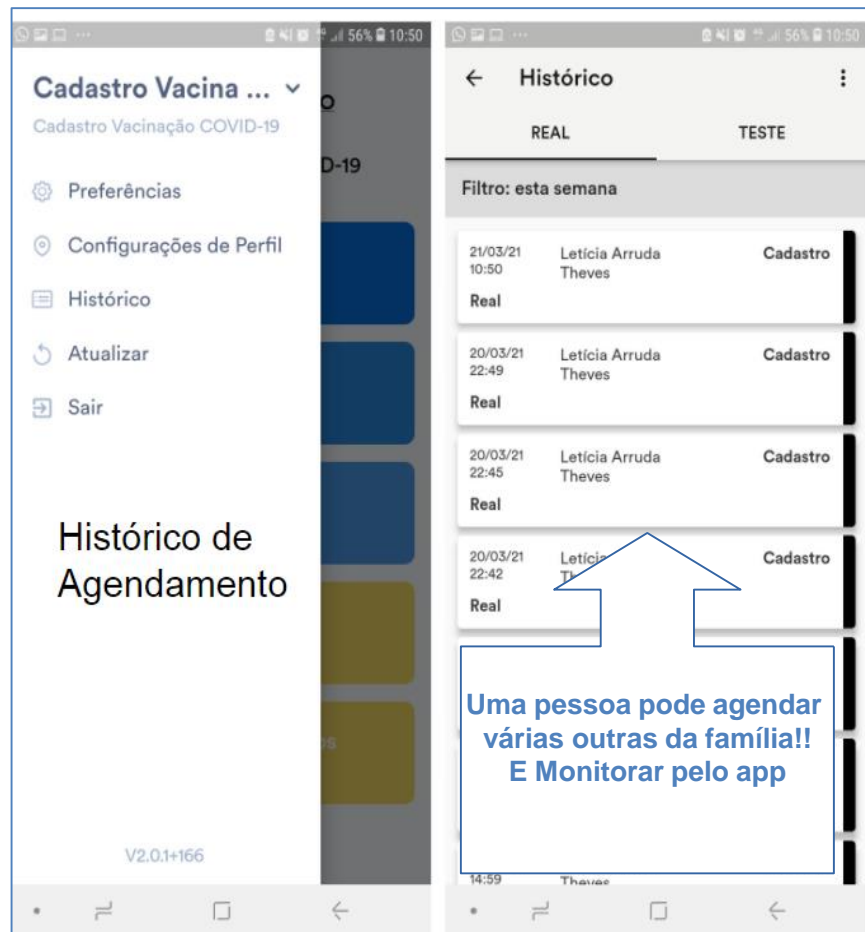 56% 10:50
Cadastro Vacina ...
Cadastro Vacinação COVID-19
O
D-19
Preferências
Configurações de Perfil
Histórico
Atualizar
Sair
Histórico de
Agendamento
os
V2.0.1+166
56% 10:50
Histórico
REAL TESTE
Filtro: esta semana
21/03/21 Letícia Arruda Cadastro
10:50 Theves
Real
20/03/21 Letícia Arruda Cadastro
22:49 Theves
Real
20/03/21 Letícia Arruda Cadastro
22:45 Theves
Real
20/03/21 Cadastro
22:42
Real
Uma pessoa pode agendar
várias outras da família!!
E Monitorar pelo app
14:59 Theves